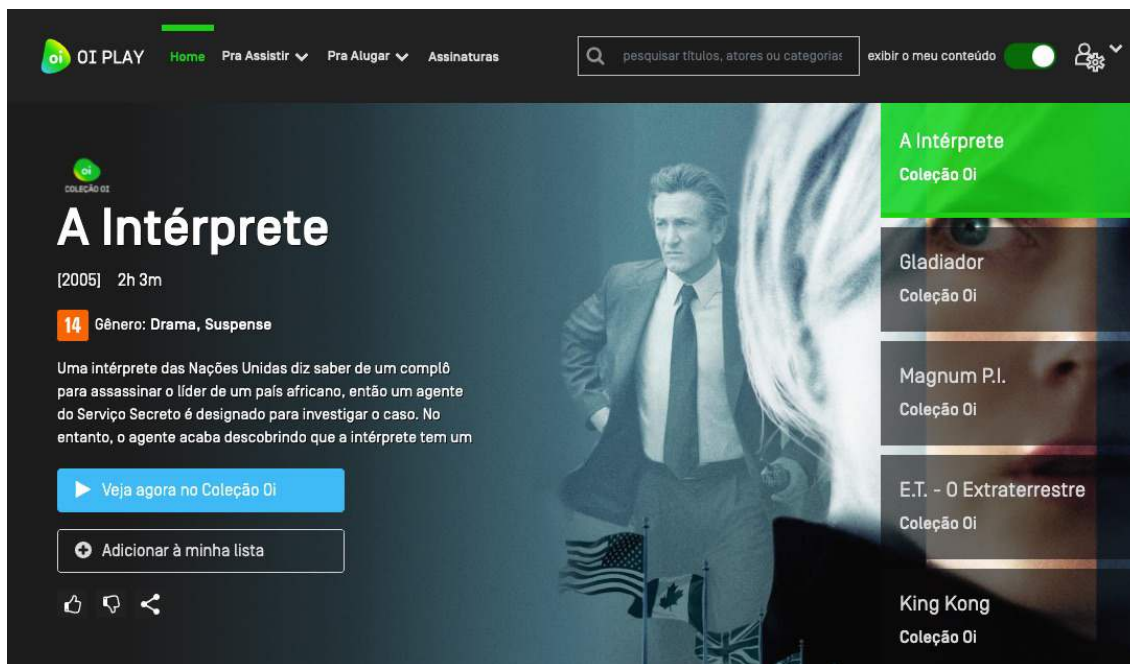 oi OI PLAY
Home Pra Assistir Pra Alugar Assinaturas
pesquisar títulos, atores ou categorias
exibir o meu conteúdo
oi
COLEÇÃO OI
A Intérprete
[2005] 2h 3m
14 Gênero: Drama, Suspense
Uma intérprete das Nações Unidas diz saber de um complô
para assassinar o líder de um país africano, então um agente
do Serviço Secreto é designado para investigar o caso. No
entanto, o agente acaba descobrindo que a intérprete tem um
Veja agora no Coleção Oi
Adicionar à minha lista
A Intérprete
Coleção Oi
Gladiador
Coleção Oi
Magnum P.I.
Coleção Oi
E.T. - O Extraterrestre
Coleção Oi
King Kong
Coleção Oi